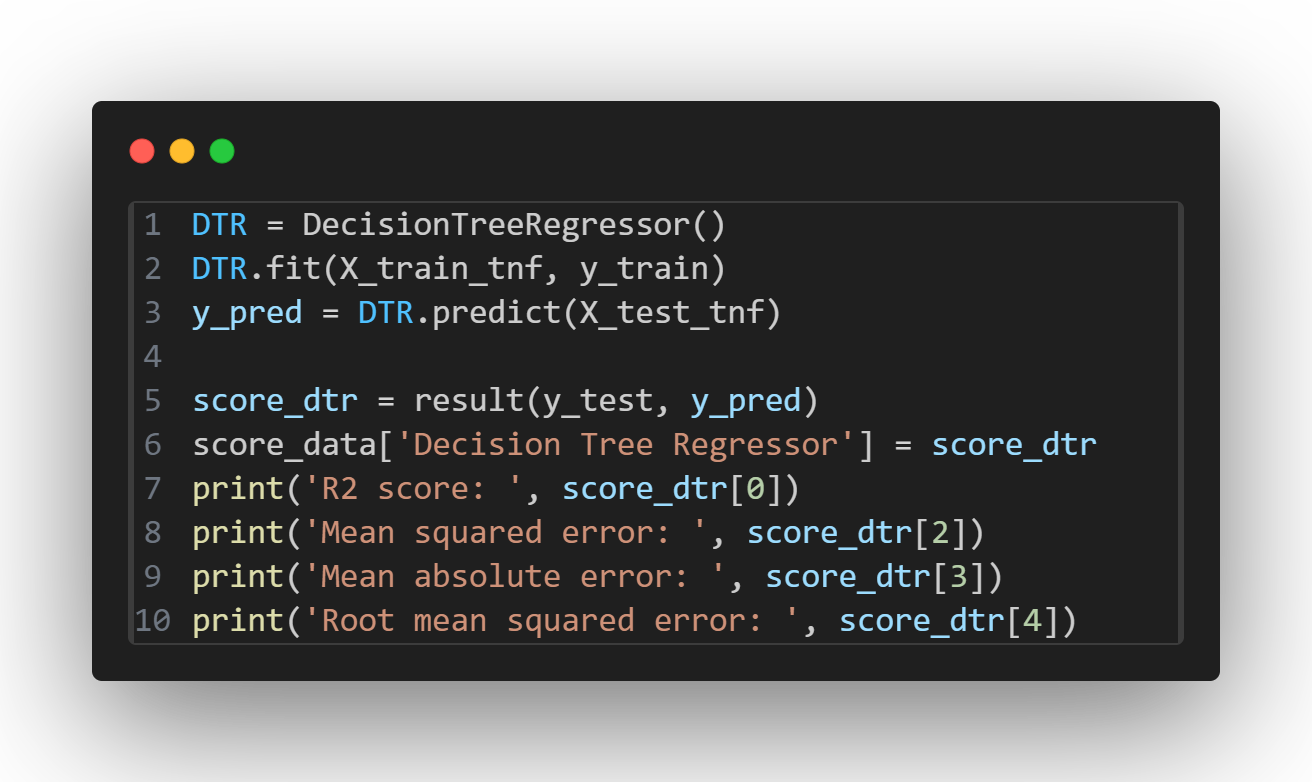 1 DTR = DecisionTreeRegressor()
2 DTR.fit(X_train_tnf, y_train)
3 y_pred = DTR.predict(X_test_tnf)
4
5 score_dtr = result(y_test, y_pred)
6 score_data['Decision Tree Regressor'] = score_dtr
7 print('R2 score: ', score_dtr[0])
8 print('Mean squared error: ', score_dtr[2])
9 print('Mean absolute error: ', score_dtr[3])
10 print('Root mean squared error: ', score_dtr[4])